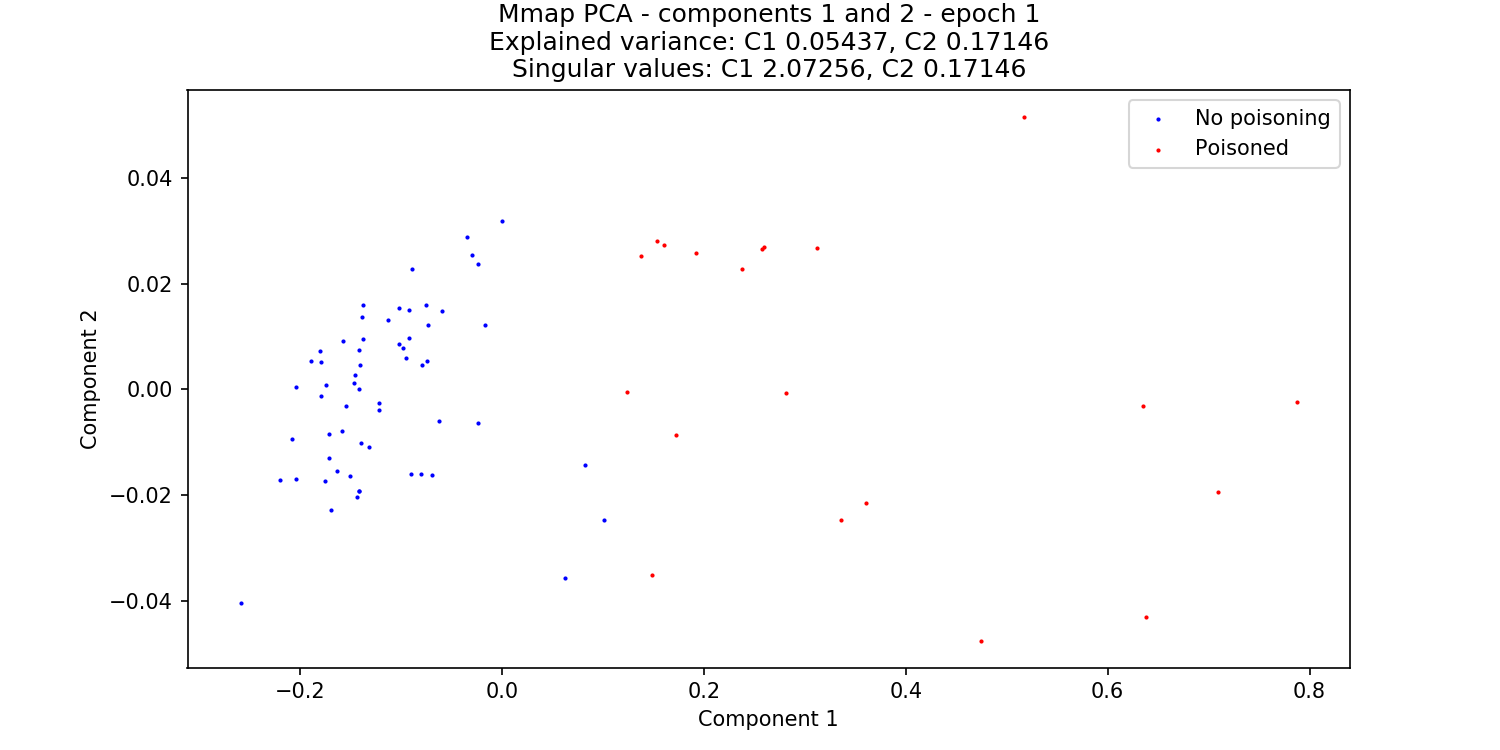 Mmap PCA - components 1 and 2 - epoch 1
Explained variance: C1 0.05437, C2 0.17146
Singular values: C1 2.07256, C2 0.17146
No poisoning
Poisoned
0.04
0.02
0.00
−0.02
−0.04
Component 2
−0.2
0.0
0.2
0.4
0.6
0.8
Component 1